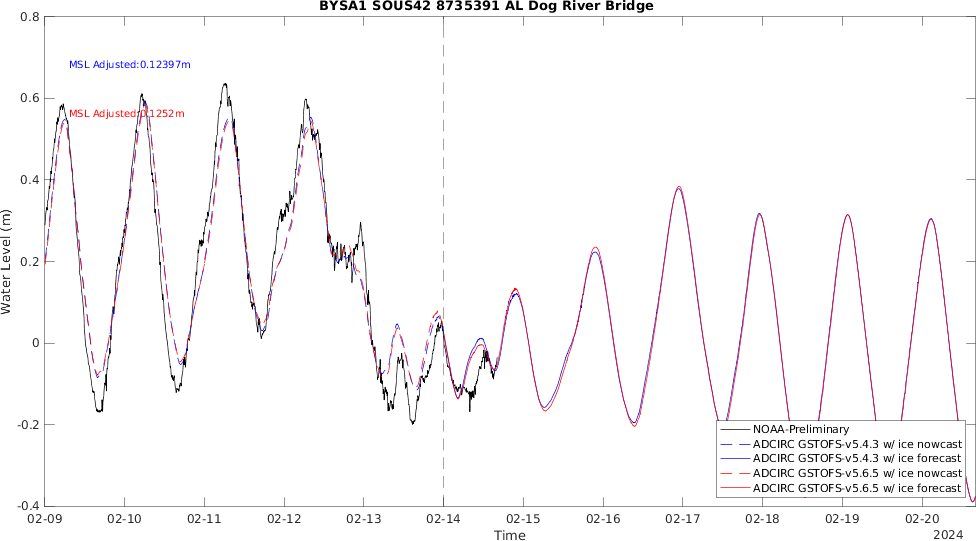 BYSA1 SOUS42 8735391 AL Dog River Bridge
0.8
0.6
0.4
0.2
0
-0.2
-0.4
Water Level (m)
MSL Adjusted:0.12397m
MSL Adjusted:0.1252m
NOAA-Preliminary
ADCIRC GSTOFS-v5.4.3 w/ ice nowcast
ADCIRC GSTOFS-v5.4.3 w/ ice forecast
ADCIRC GSTOFS-v5.6.5 w/ ice nowcast
ADCIRC GSTOFS-v5.6.5 w/ ice forecast
02-09 02-10 02-11 02-12 02-13 02-14 02-15 02-16 02-17 02-18 02-19 02-20
Time
2024